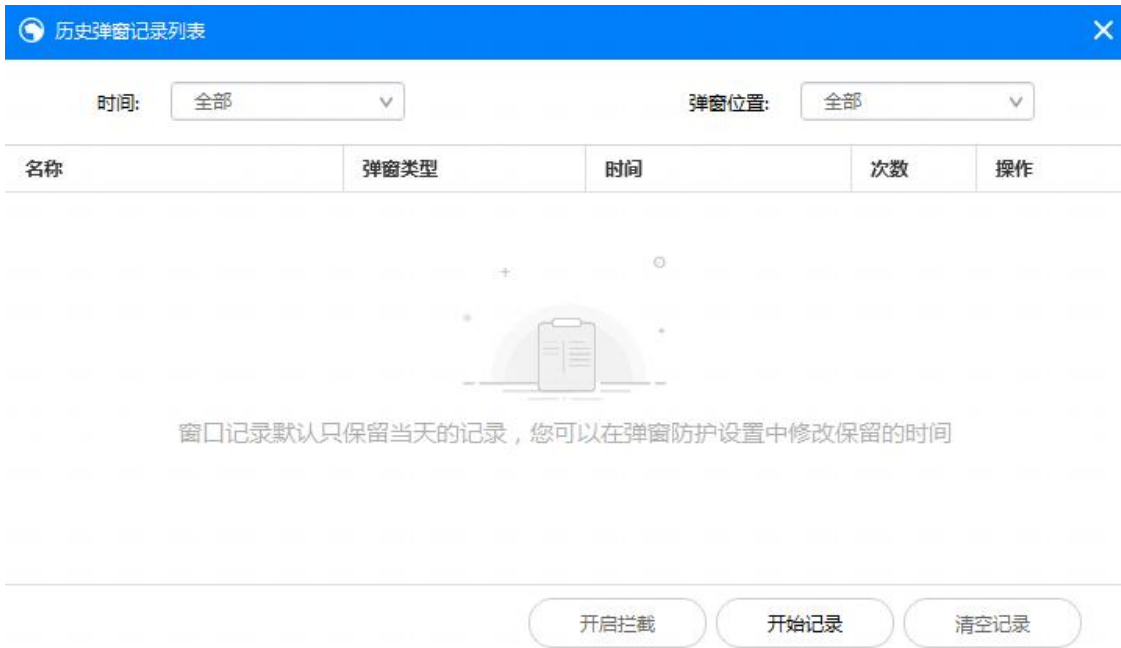 历史弹窗记录列表
时间: 全部 弹窗位置: 全部
名称 弹窗类型 时间 次数 操作
窗口记录默认只保留当天的记录，您可以在弹窗防护设置中修改保留的时间
开启拦截 开始记录 清空记录